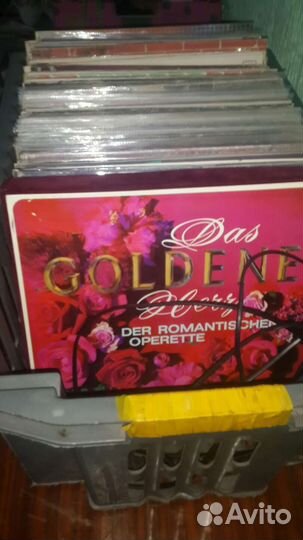 Das
GOLDENE
Herz
DER ROMANTISCHEN
OPERETTE
Avito